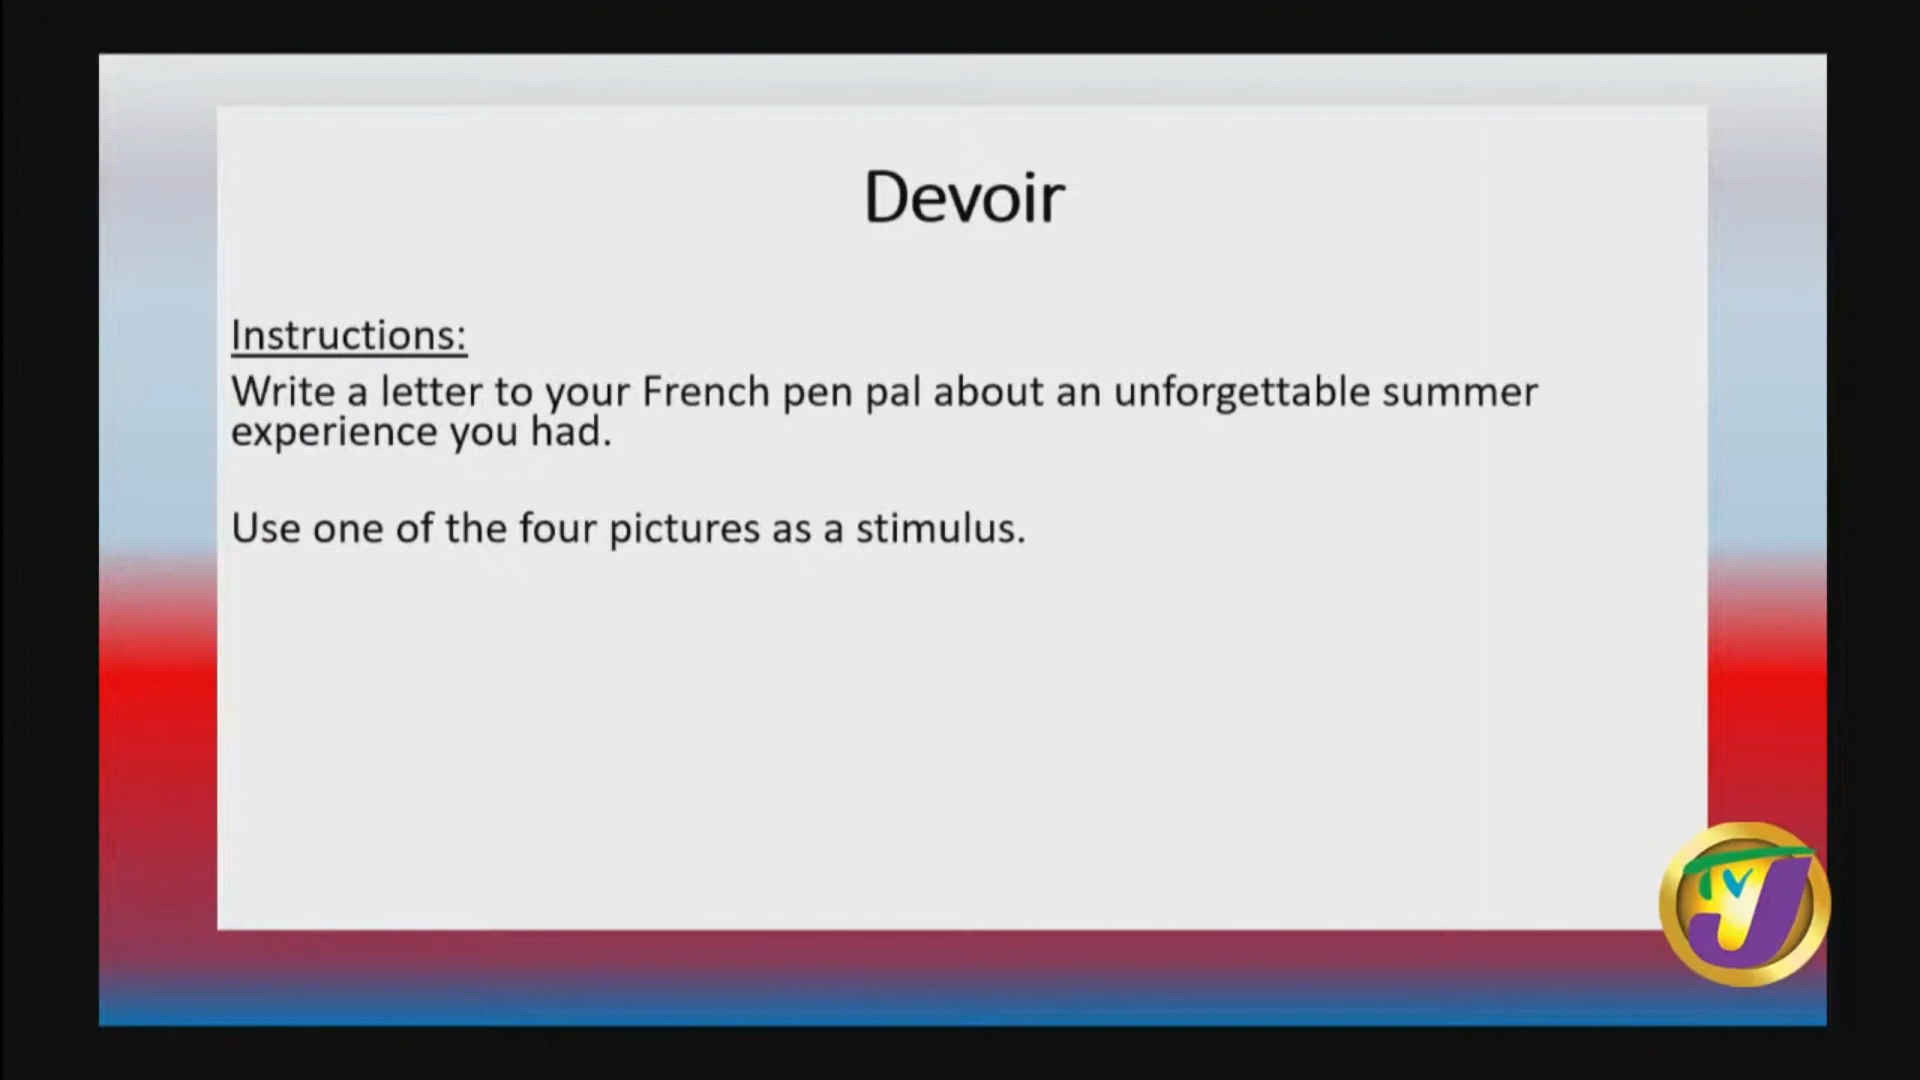 Devoir
Instructions:
Write a letter to your French pen pal about an unforgettable summer
experience you had.
Use one of the four pictures as a stimulus.
TVJ